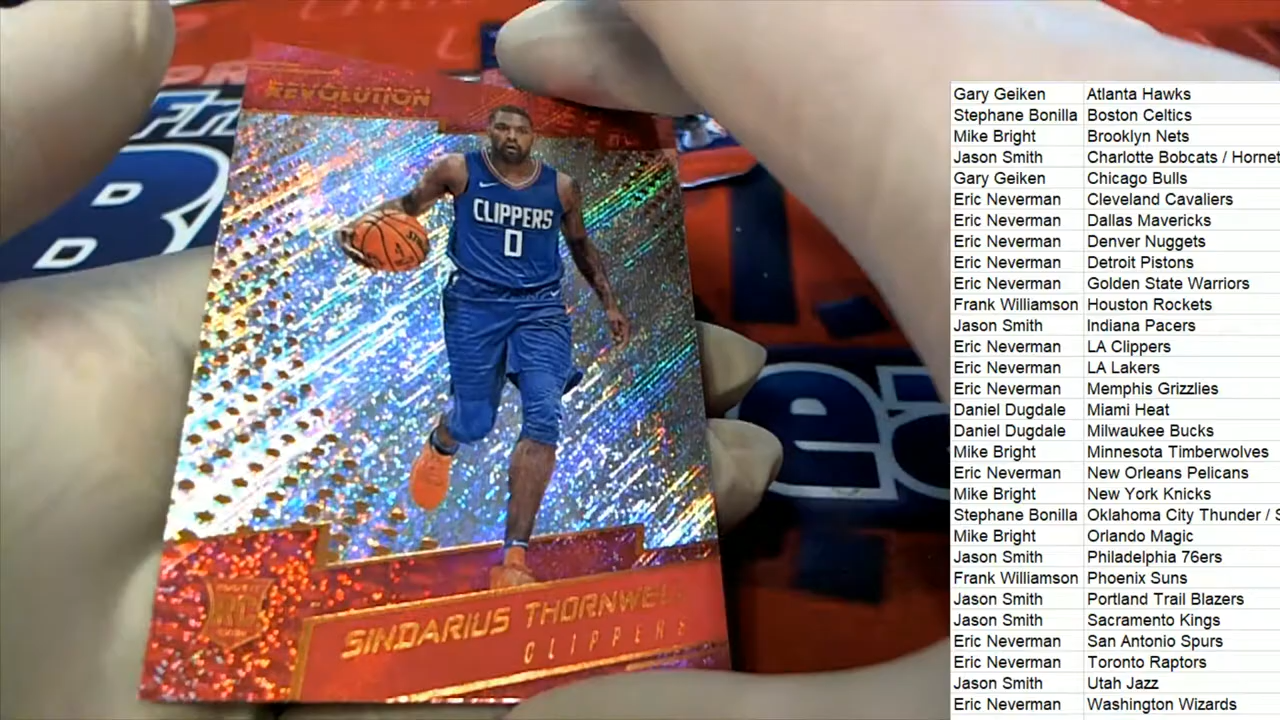 REVOLUTION
CLIPPERS
0
RC
SINDARIUS THORNWELL
CLIPPERS
Gary Geiken Atlanta Hawks
Stephane Bonilla Boston Celtics
Mike Bright Brooklyn Nets
Jason Smith Charlotte Bobcats / Hornet
Gary Geiken Chicago Bulls
Eric Neverman Cleveland Cavaliers
Eric Neverman Dallas Mavericks
Eric Neverman Denver Nuggets
Eric Neverman Detroit Pistons
Eric Neverman Golden State Warriors
Frank Williamson Houston Rockets
Jason Smith Indiana Pacers
Eric Neverman LA Clippers
Eric Neverman LA Lakers
Eric Neverman Memphis Grizzlies
Daniel Dugdale Miami Heat
Daniel Dugdale Milwaukee Bucks
Mike Bright Minnesota Timberwolves
Eric Neverman New Orleans Pelicans
Mike Bright New York Knicks
Stephane Bonilla Oklahoma City Thunder / S
Mike Bright Orlando Magic
Jason Smith Philadelphia 76ers
Frank Williamson Phoenix Suns
Jason Smith Portland Trail Blazers
Jason Smith Sacramento Kings
Eric Neverman San Antonio Spurs
Eric Neverman Toronto Raptors
Jason Smith Utah Jazz
Eric Neverman Washington Wizards